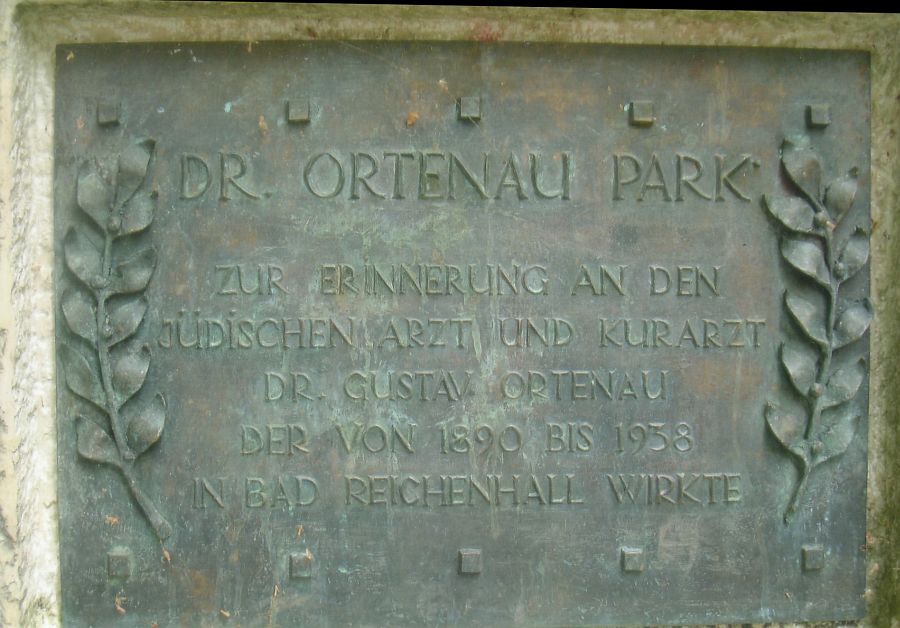 DR. ORTENAU PARK
ZUR ERINNERUNG AN DEN
JÜDISCHEN ARZT UND KURARZT
DR. GUSTAV ORTENAU
DER VON 1890 BIS 1938
IN BAD REICHENHALL WIRKTE